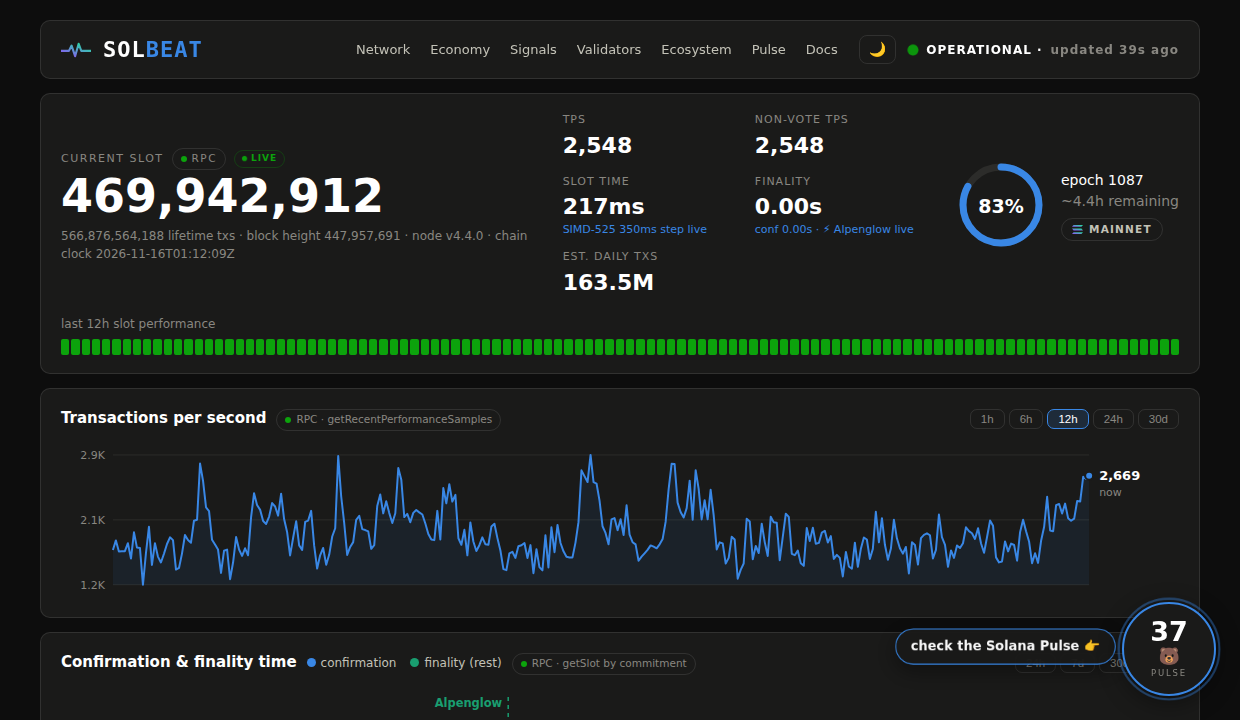 SOLBEAT
Network Economy Signals Validators Ecosystem Pulse Docs
OPERATIONAL · updated 39s ago
CURRENT SLOT RPC LIVE
469,942,912
566,876,564,188 lifetime txs · block height 447,957,691 · node v4.4.0 · chain
clock 2026-11-16T01:12:09Z
TPS
2,548
NON-VOTE TPS
2,548
SLOT TIME
217ms
SIMD-525 350ms step live
FINALITY
0.00s
conf 0.00s · ⚡ Alpenglow live
EST. DAILY TXS
163.5M
83%
epoch 1087
~4.4h remaining
MAINNET
last 12h slot performance
Transactions per second RPC · getRecentPerformanceSamples
1h 6h 12h 24h 30d
2.9K
2.1K
1.2K
2,669
now
Confirmation & finality time confirmation finality (rest) RPC · getSlot by commitment
Alpenglow
check the Solana Pulse 👉
37
PULSE